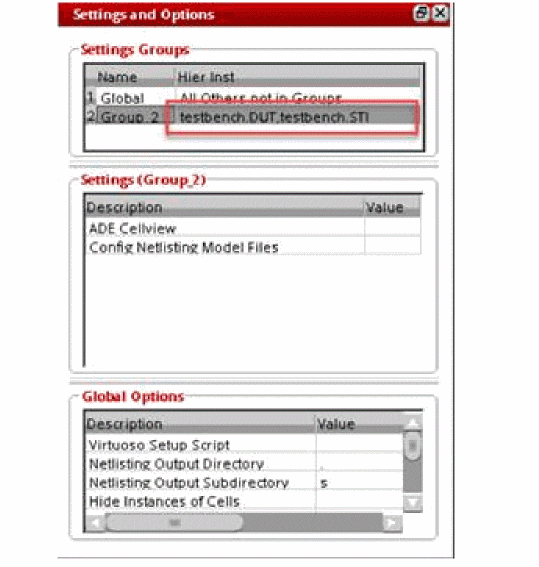 Settings and Options
Settings Groups
Name Hier Inst
1 Global All Others not in Groups
2 Group_2 testbench.DUT,testbench.STI
Settings (Group_2)
Description Value
ADE Cellview
Config Netlisting Model Files
Global Options
Description Value
Virtuoso Setup Script
Netlisting Output Directory .
Netlisting Output Subdirectory s
Hide Instances of Cells